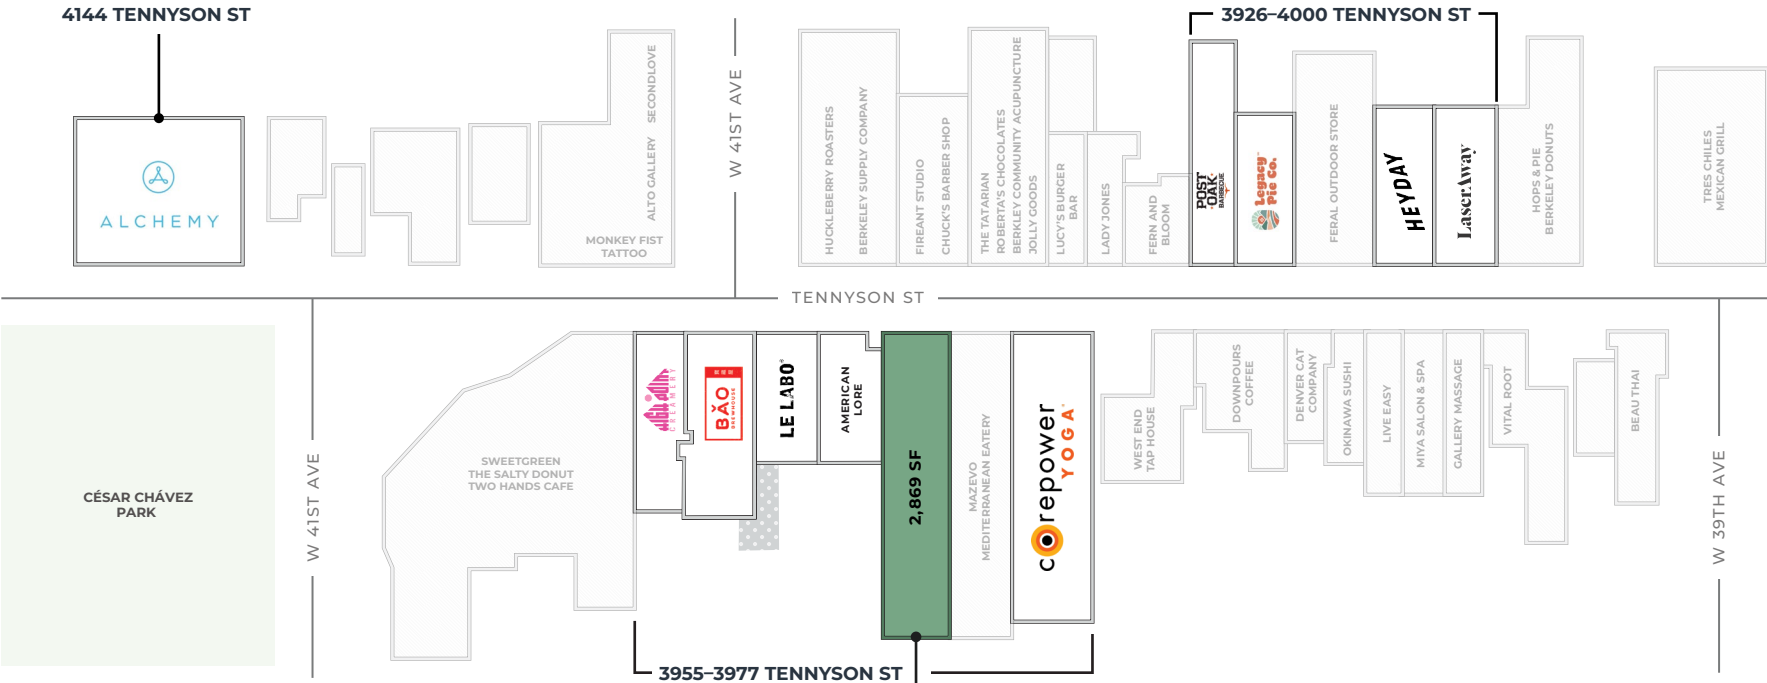 4144 TENNYSON ST
3926–4000 TENNYSON ST
ALCHEMY
ALTO GALLERY
SECONDLOVE
MONKEY FIST
TATTOO
W 41ST AVE
HUCKLEBERRY ROASTERS
BERKELEY SUPPLY COMPANY
FIREANT STUDIO
CHUCK'S BARBER SHOP
THE TATARIAN
ROBERTA'S CHOCOLATES
BERKLEY COMMUNITY ACUPUNCTURE
JOLLY GOODS
LUCY'S BURGER
BAR
LADY JONES
FERN AND
BLOOM
POST
OAK
BARBECUE
Legacy
Pie Co.
FERAL OUTDOOR STORE
HEYDAY
LaserAway
HOPS & PIE
BERKELEY DONUTS
TRES CHILES
MEXICAN GRILL
TENNYSON ST
CÉSAR CHÁVEZ
PARK
W 41ST AVE
SWEETGREEN
THE SALTY DONUT
TWO HANDS CAFE
HIGH POINT
CREAMERY
BĂO
BREWHOUSE
LE LABO
AMERICAN
LORE
2,869 SF
MAZEVO
MEDITERRANEAN EATERY
corepower
YOGA
WEST END
TAP HOUSE
DOWNPOURS
COFFEE
DENVER CAT
COMPANY
OKINAWA SUSHI
LIVE EASY
MIYA SALON & SPA
GALLERY MASSAGE
VITAL ROOT
BEAU THAI
W 39TH AVE
3955–3977 TENNYSON ST